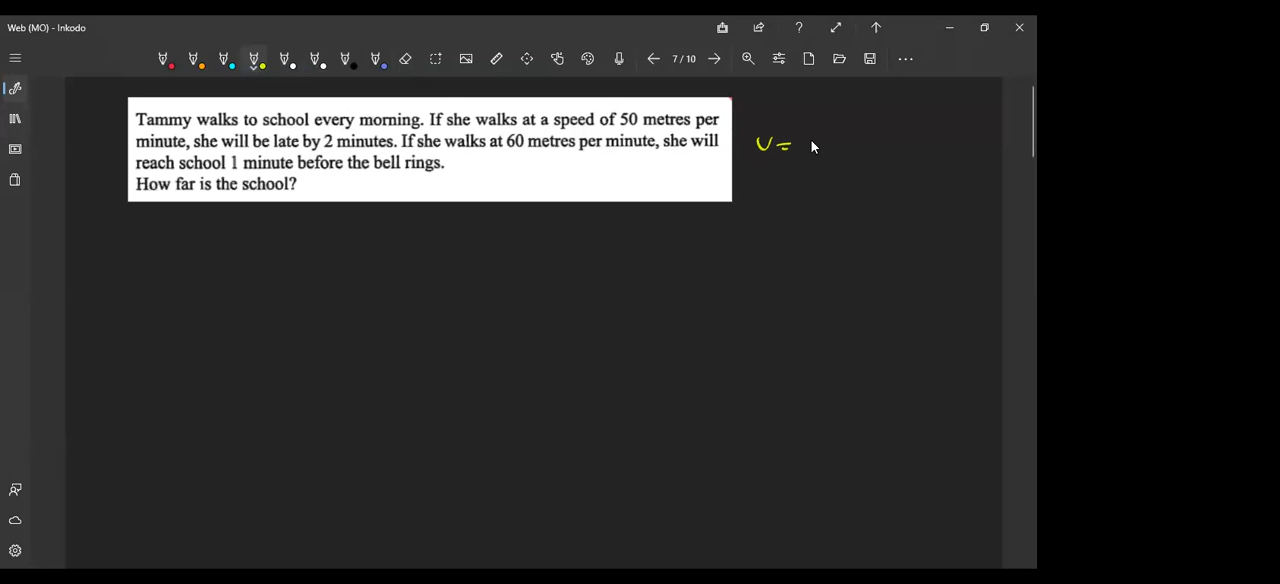 Web (MO) - Inkodo
7 / 10
Tammy walks to school every morning. If she walks at a speed of 50 metres per
minute, she will be late by 2 minutes. If she walks at 60 metres per minute, she will
reach school 1 minute before the bell rings.
How far is the school?
v =